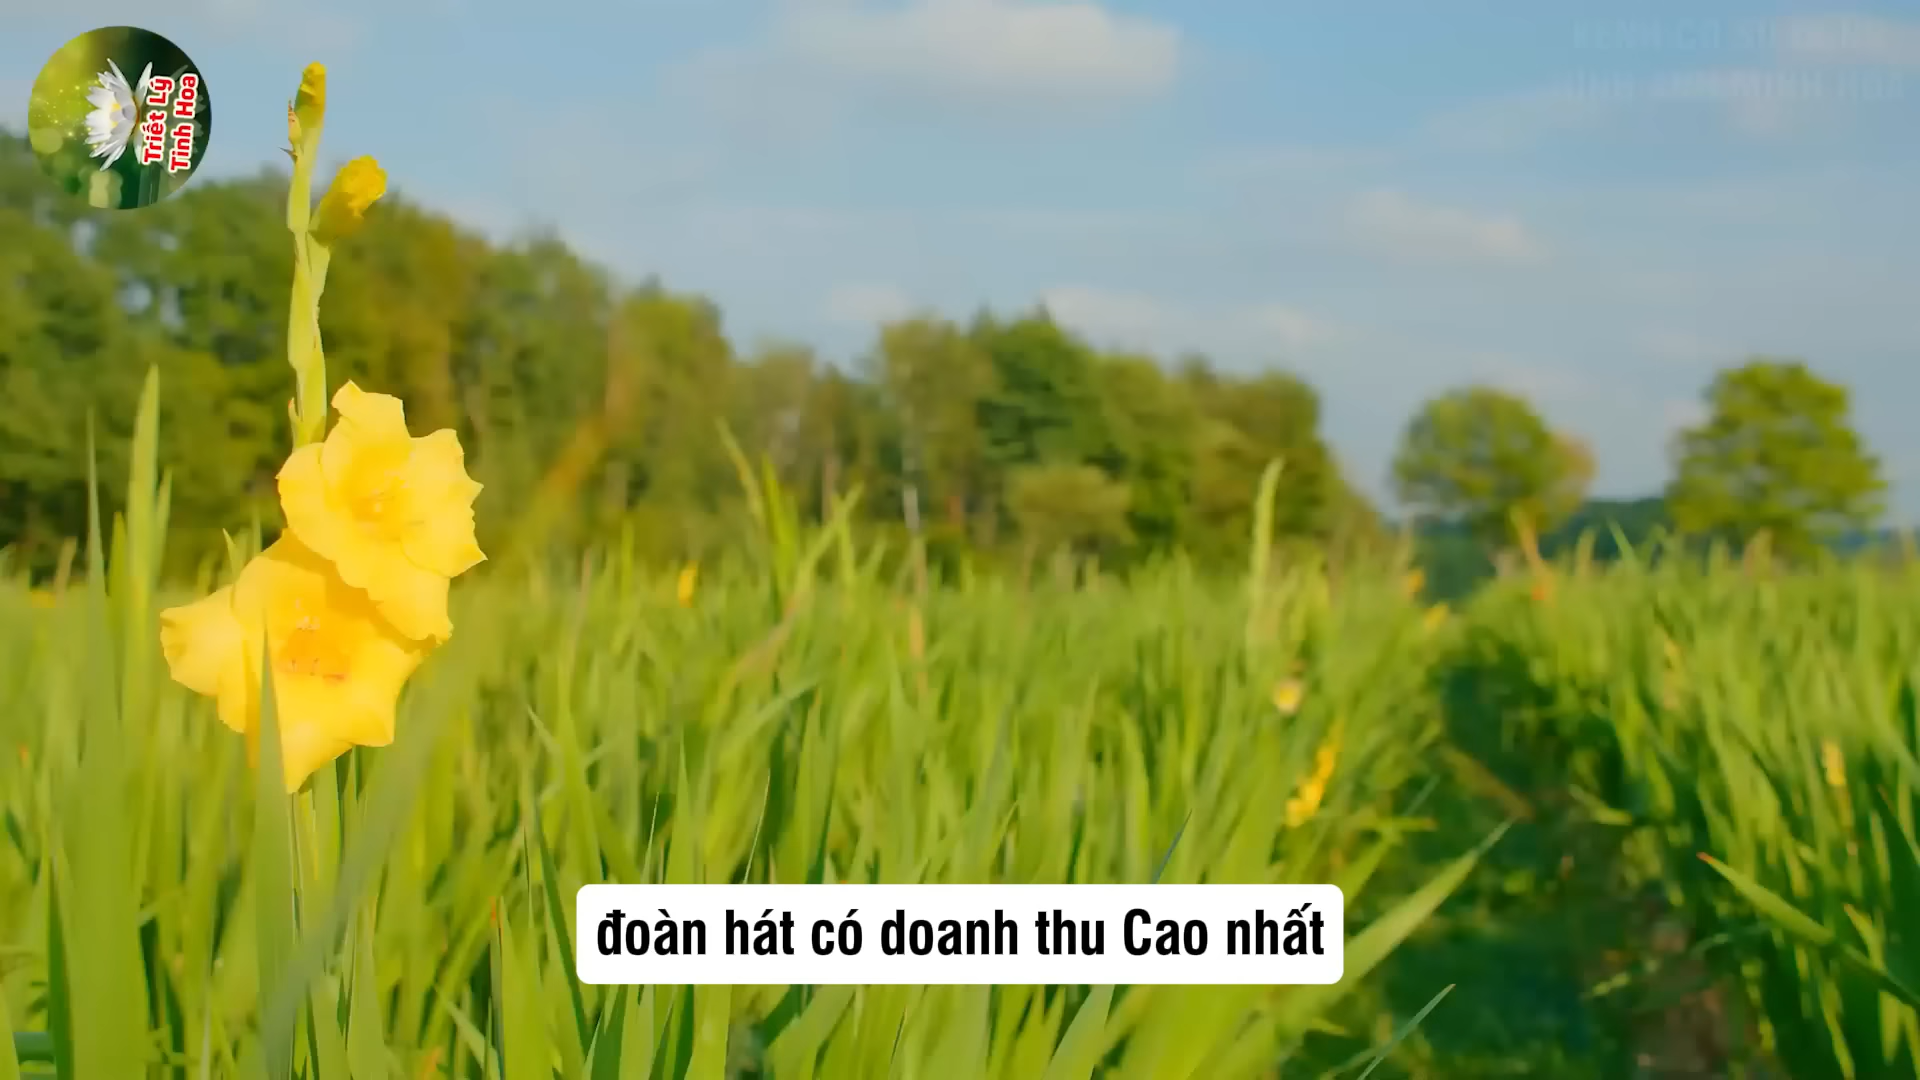 Triết Lý
Tinh Hoa
đoàn hát có doanh thu Cao nhất